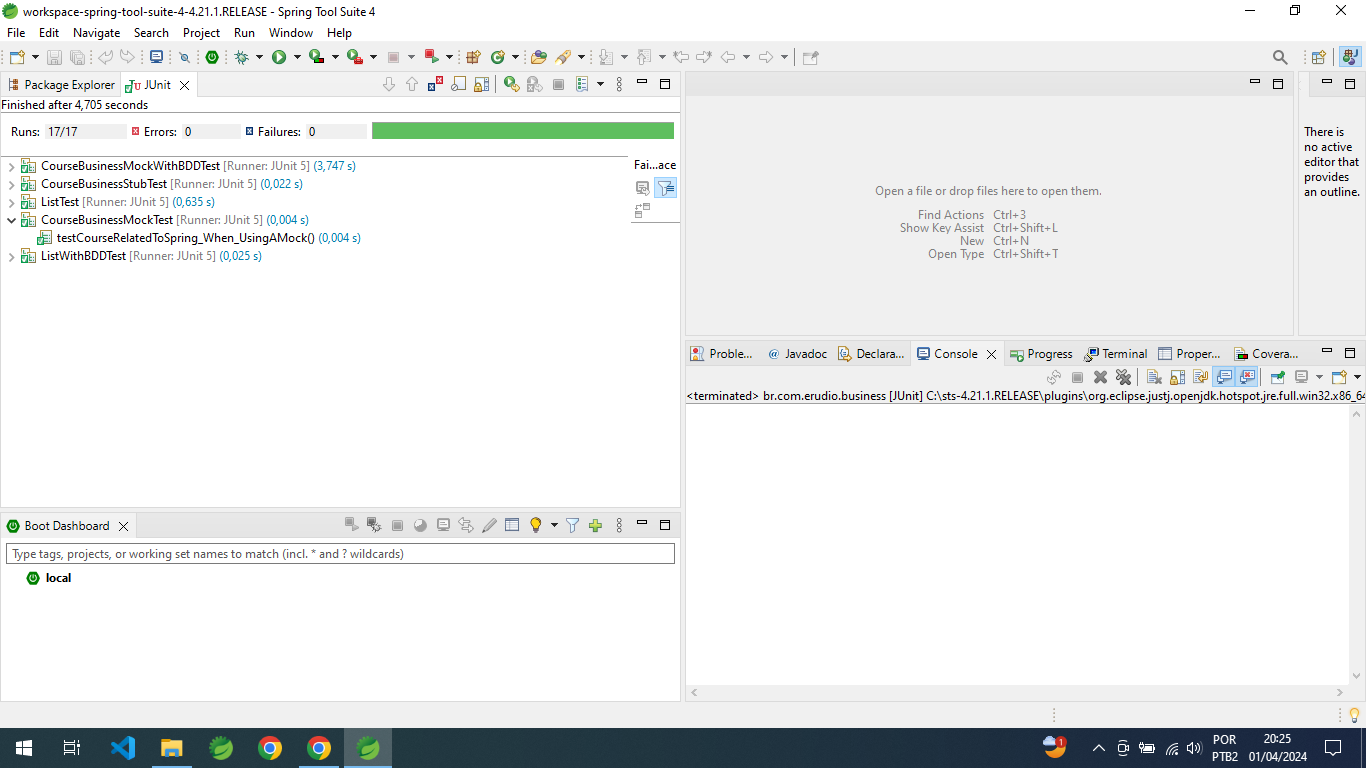 workspace-spring-tool-suite-4-4.21.1.RELEASE - Spring Tool Suite 4
File Edit Navigate Search Project Run Window Help
Package Explorer JUnit
Finished after 4,705 seconds
Runs: 17/17 Errors: 0 Failures: 0
CourseBusinessMockWithBDDTest [Runner: JUnit 5] (3,747 s)
CourseBusinessStubTest [Runner: JUnit 5] (0,022 s)
ListTest [Runner: JUnit 5] (0,635 s)
CourseBusinessMockTest [Runner: JUnit 5] (0,004 s)
testCourseRelatedToSpring_When_UsingAMock() (0,004 s)
ListWithBDDTest [Runner: JUnit 5] (0,025 s)
Fai...ace
Open a file or drop files here to open them.
Find Actions Ctrl+3
Show Key Assist Ctrl+Shift+L
New Ctrl+N
Open Type Ctrl+Shift+T
There is
no active
editor that
provides
an outline.
Boot Dashboard
Type tags, projects, or working set names to match (incl. * and ? wildcards)
local
Proble... @ Javadoc Declara... Console Progress Terminal Proper... Covera...
<terminated> br.com.erudio.business [JUnit] C:\sts-4.21.1.RELEASE\plugins\org.eclipse.justj.openjdk.hotspot.jre.full.win32.x86_64
1
POR
PTB2
20:25
01/04/2024